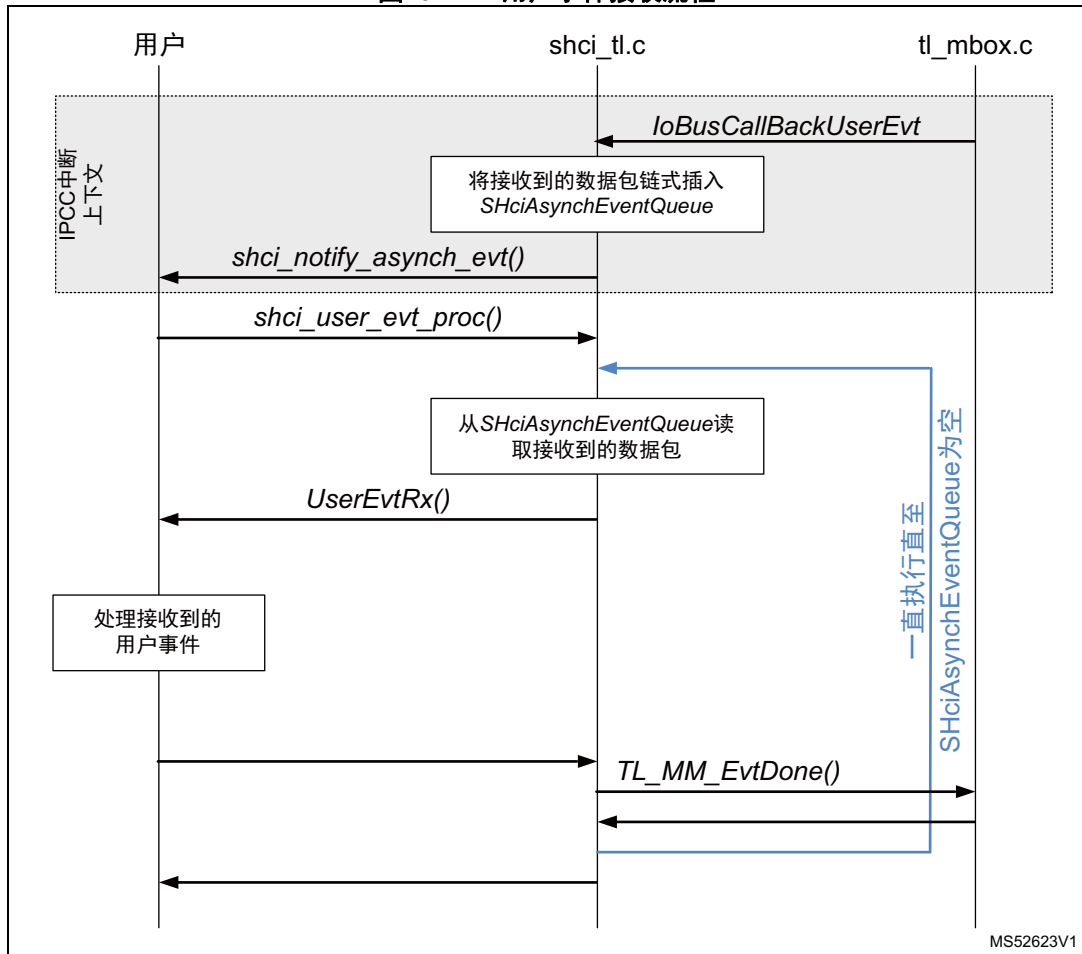 用户
shci_tl.c
tl_mbox.c
IoBusCallBackUserEvt
IPCC中断
上下文
将接收到的数据包链式插入
SHciAsynchEventQueue
shci_notify_asynch_evt()
shci_user_evt_proc()
从SHciAsynchEventQueue读
取接收到的数据包
UserEvtRx()
一直执行直至
SHciAsynchEventQueue为空
处理接收到的
用户事件
TL_MM_EvtDone()
MS52623V1